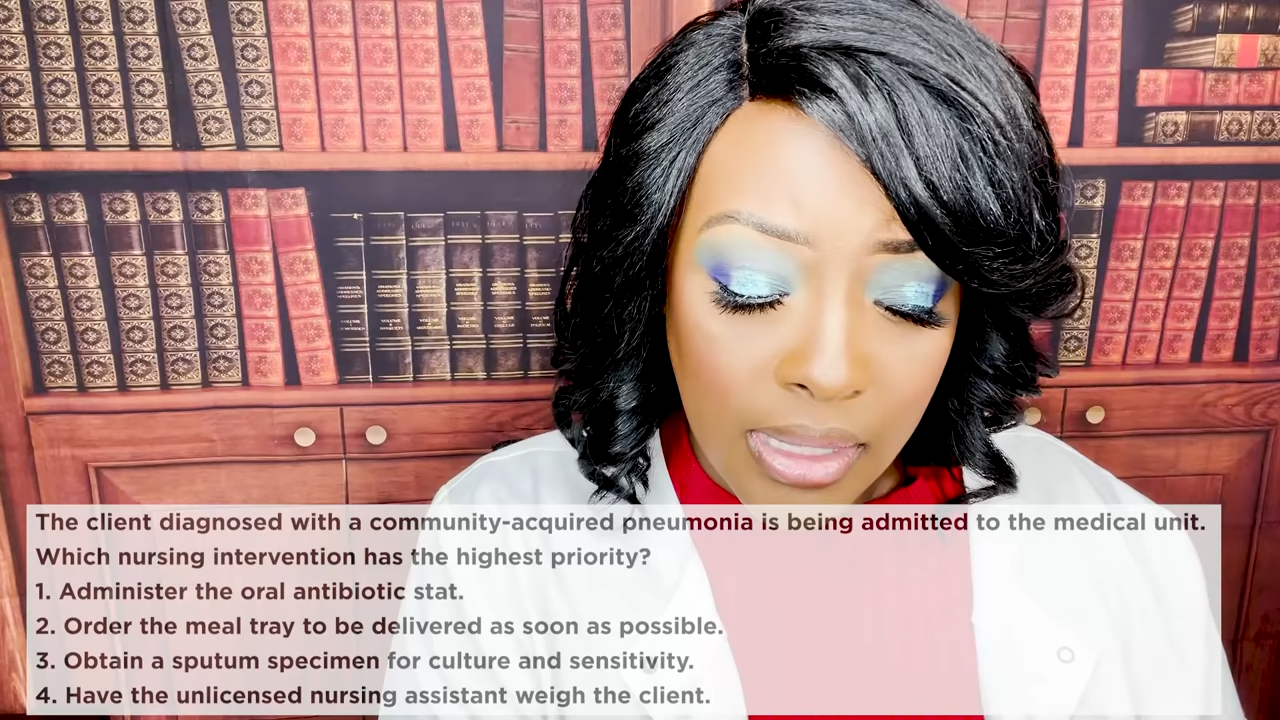 The client diagnosed with a community-acquired pneumonia is being admitted to the medical unit.
Which nursing intervention has the highest priority?
1. Administer the oral antibiotic stat.
2. Order the meal tray to be delivered as soon as possible.
3. Obtain a sputum specimen for culture and sensitivity.
4. Have the unlicensed nursing assistant weigh the client.